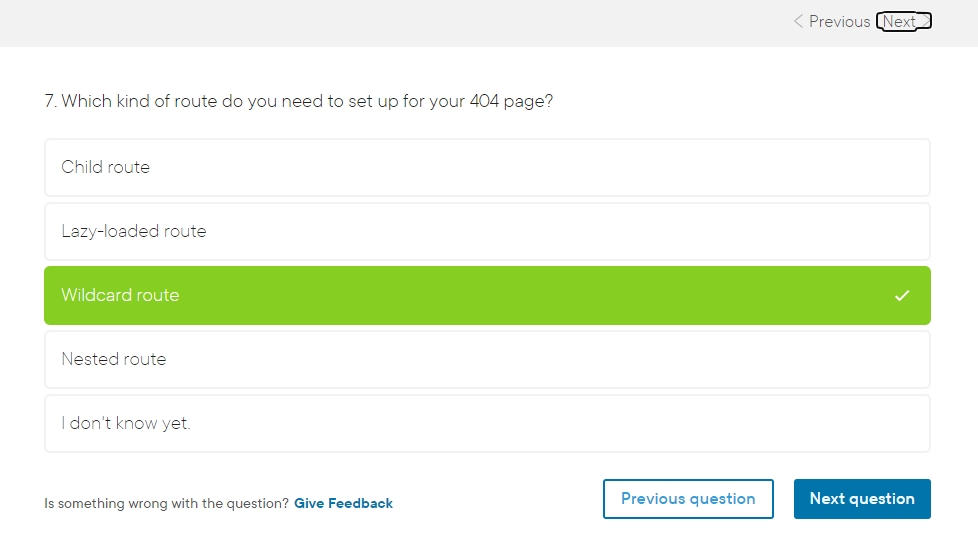 Previous Next
7. Which kind of route do you need to set up for your 404 page?
Child route
Lazy-loaded route
Wildcard route
Nested route
I don't know yet.
Is something wrong with the question? Give Feedback
Previous question
Next question